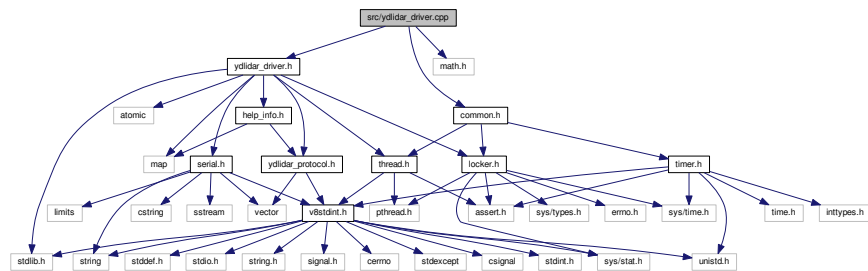 src/ydlidar_driver.cpp
ydlidar_driver.h
math.h
atomic
help_info.h
common.h
map
serial.h
ydlidar_protocol.h
thread.h
locker.h
timer.h
limits
cstring
sstream
vector
v8stdint.h
pthread.h
assert.h
sys/types.h
errno.h
sys/time.h
time.h
inttypes.h
stdlib.h
string
stddef.h
stdio.h
string.h
signal.h
cerrno
stdexcept
csignal
stdint.h
sys/stat.h
unistd.h